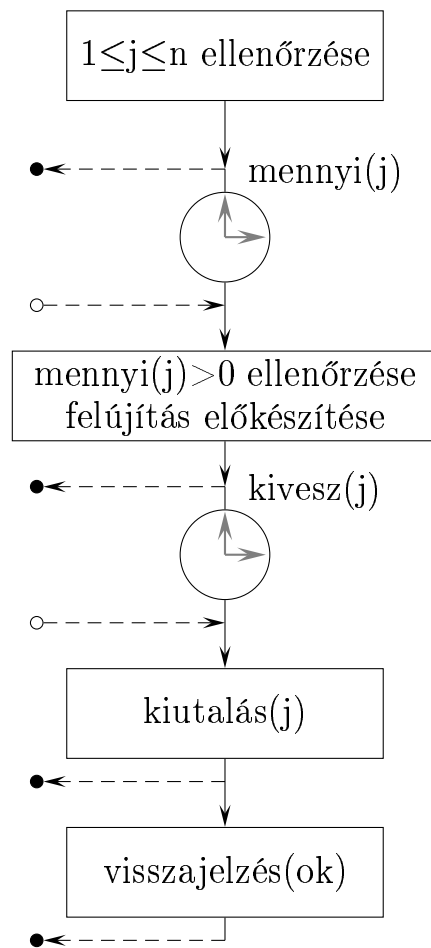 1≤j≤n ellenőrzése
mennyi(j)
mennyi(j)>0 ellenőrzése
felújítás előkészítése
kivesz(j)
kiutalás(j)
visszajelzés(ok)